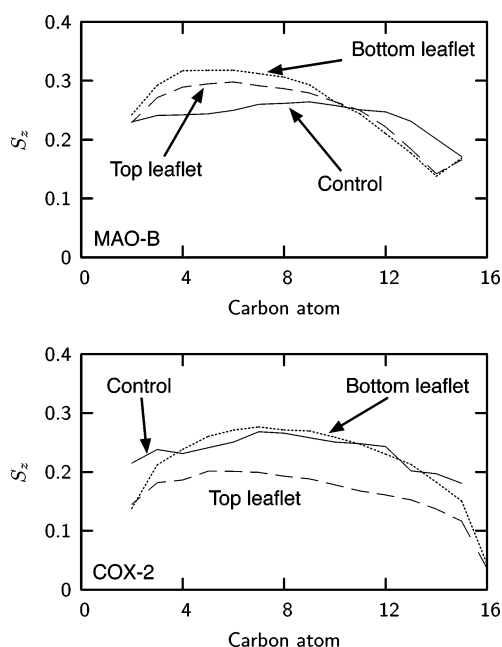 0.4
Bottom leaflet
0.3
S_z
0.2
Top leaflet
Control
0.1
MAO-B
0
0 4 8 12 16
Carbon atom
0.4
Control
Bottom leaflet
0.3
S_z
0.2
Top leaflet
0.1
COX-2
0
0 4 8 12 16
Carbon atom